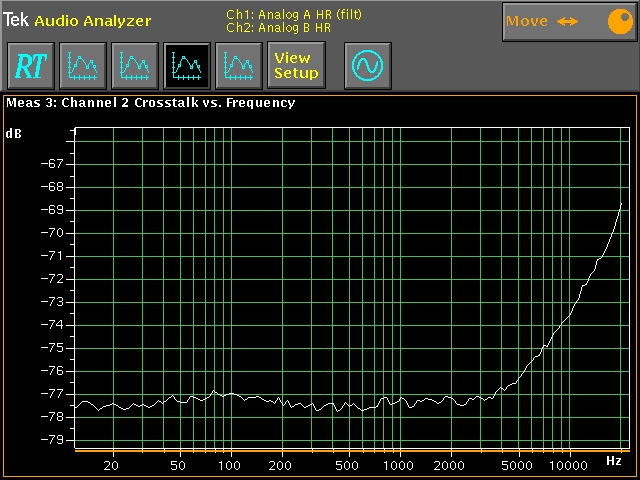 Tek Audio Analyzer
Ch1: Analog A HR (filt)
Ch2: Analog B HR
Move
RT
View
Setup
Meas 3: Channel 2 Crosstalk vs. Frequency
dB
-67
-68
-69
-70
-71
-72
-73
-74
-75
-76
-77
-78
-79
20 50 100 200 500 1000 2000 5000 10000 Hz